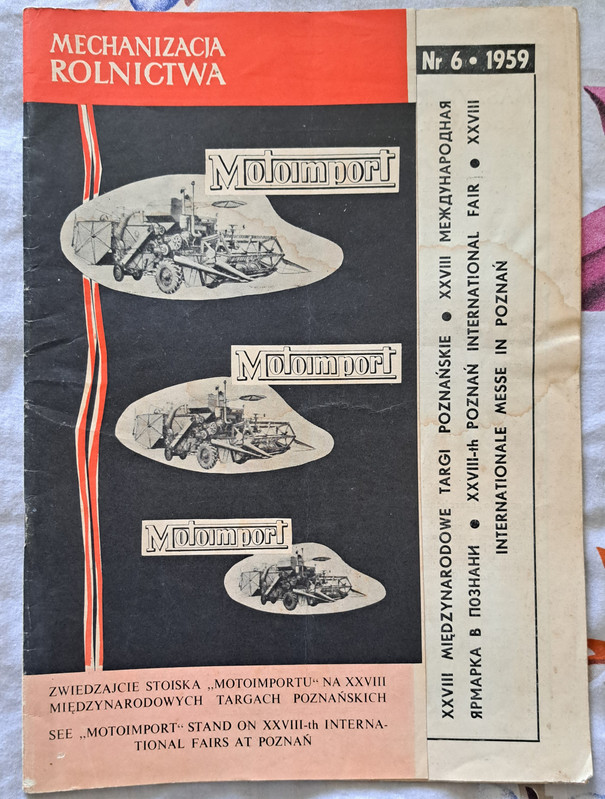 MECHANIZACJA
ROLNICTWA
Nr 6 • 1959
Motoimport
Motoimport
Motoimport
ZWIEDZAJCIE STOISKA „MOTOIMPORTU“ NA XXVIII
MIĘDZYNARODOWYCH TARGACH POZNAŃSKICH
SEE „MOTOIMPORT“ STAND ON XXVIII-th INTERNA-
TIONAL FAIRS AT POZNAŃ
XXVIII MIĘDZYNARODOWE TARGI POZNAŃSKIE ● XXVIII МЕЖДУНАРОДНАЯ
ЯРМАРКА В ПОЗНАНИ ● XXVIII-th POZNAŃ INTERNATIONAL FAIR ● XXVIII
INTERNATIONALE MESSE IN POZNAŃ